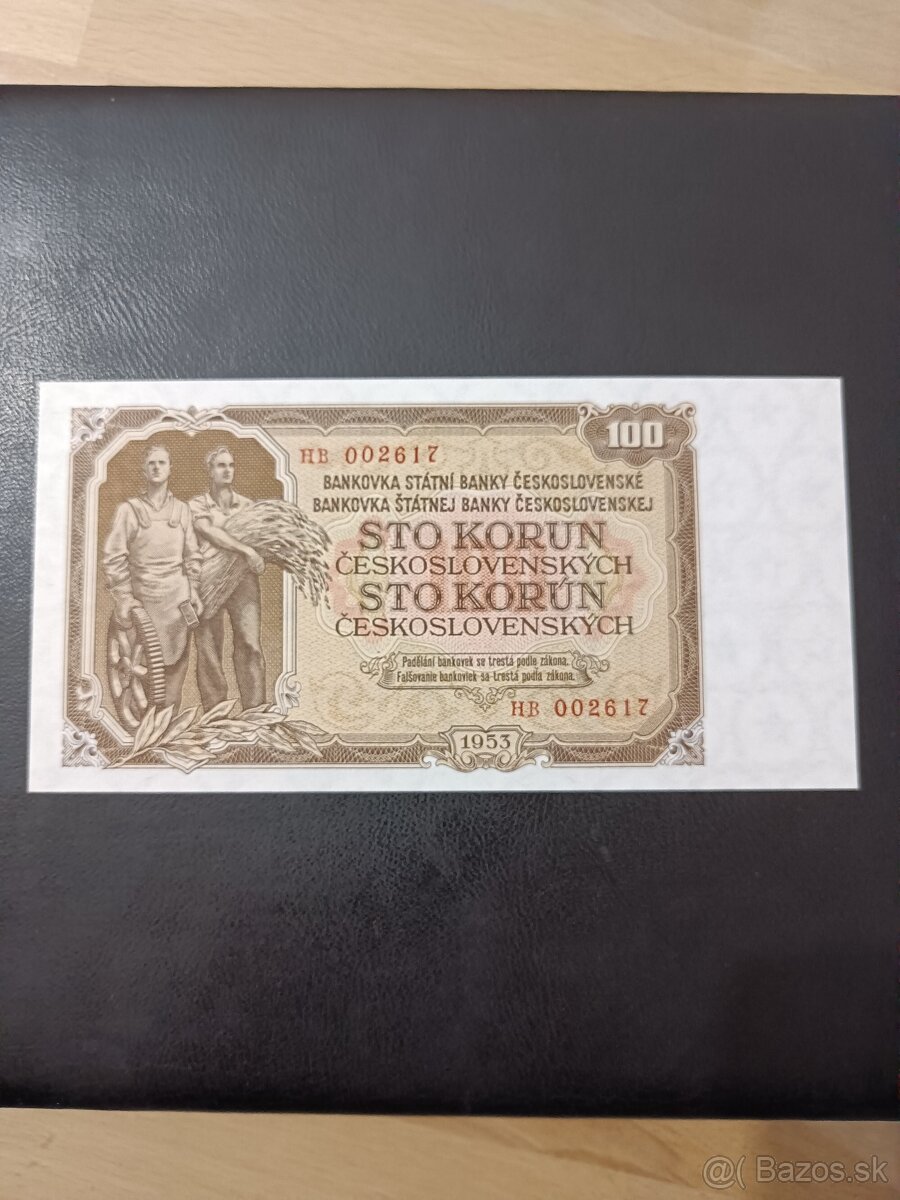 100
HB 002617
BANKOVKA STÁTNÍ BANKY ČESKOSLOVENSKÉ
BANKOVKA ŠTÁTNEJ BANKY ČESKOSLOVENSKEJ
STO KORUN
ČESKOSLOVENSKÝCH
STO KORÚN
ČESKOSLOVENSKÝCH
Padělání bankovek se trestá podle zákona.
Falšovanie bankoviek sa trestá podľa zákona.
HB 002617
1953
@( Bazos.sk